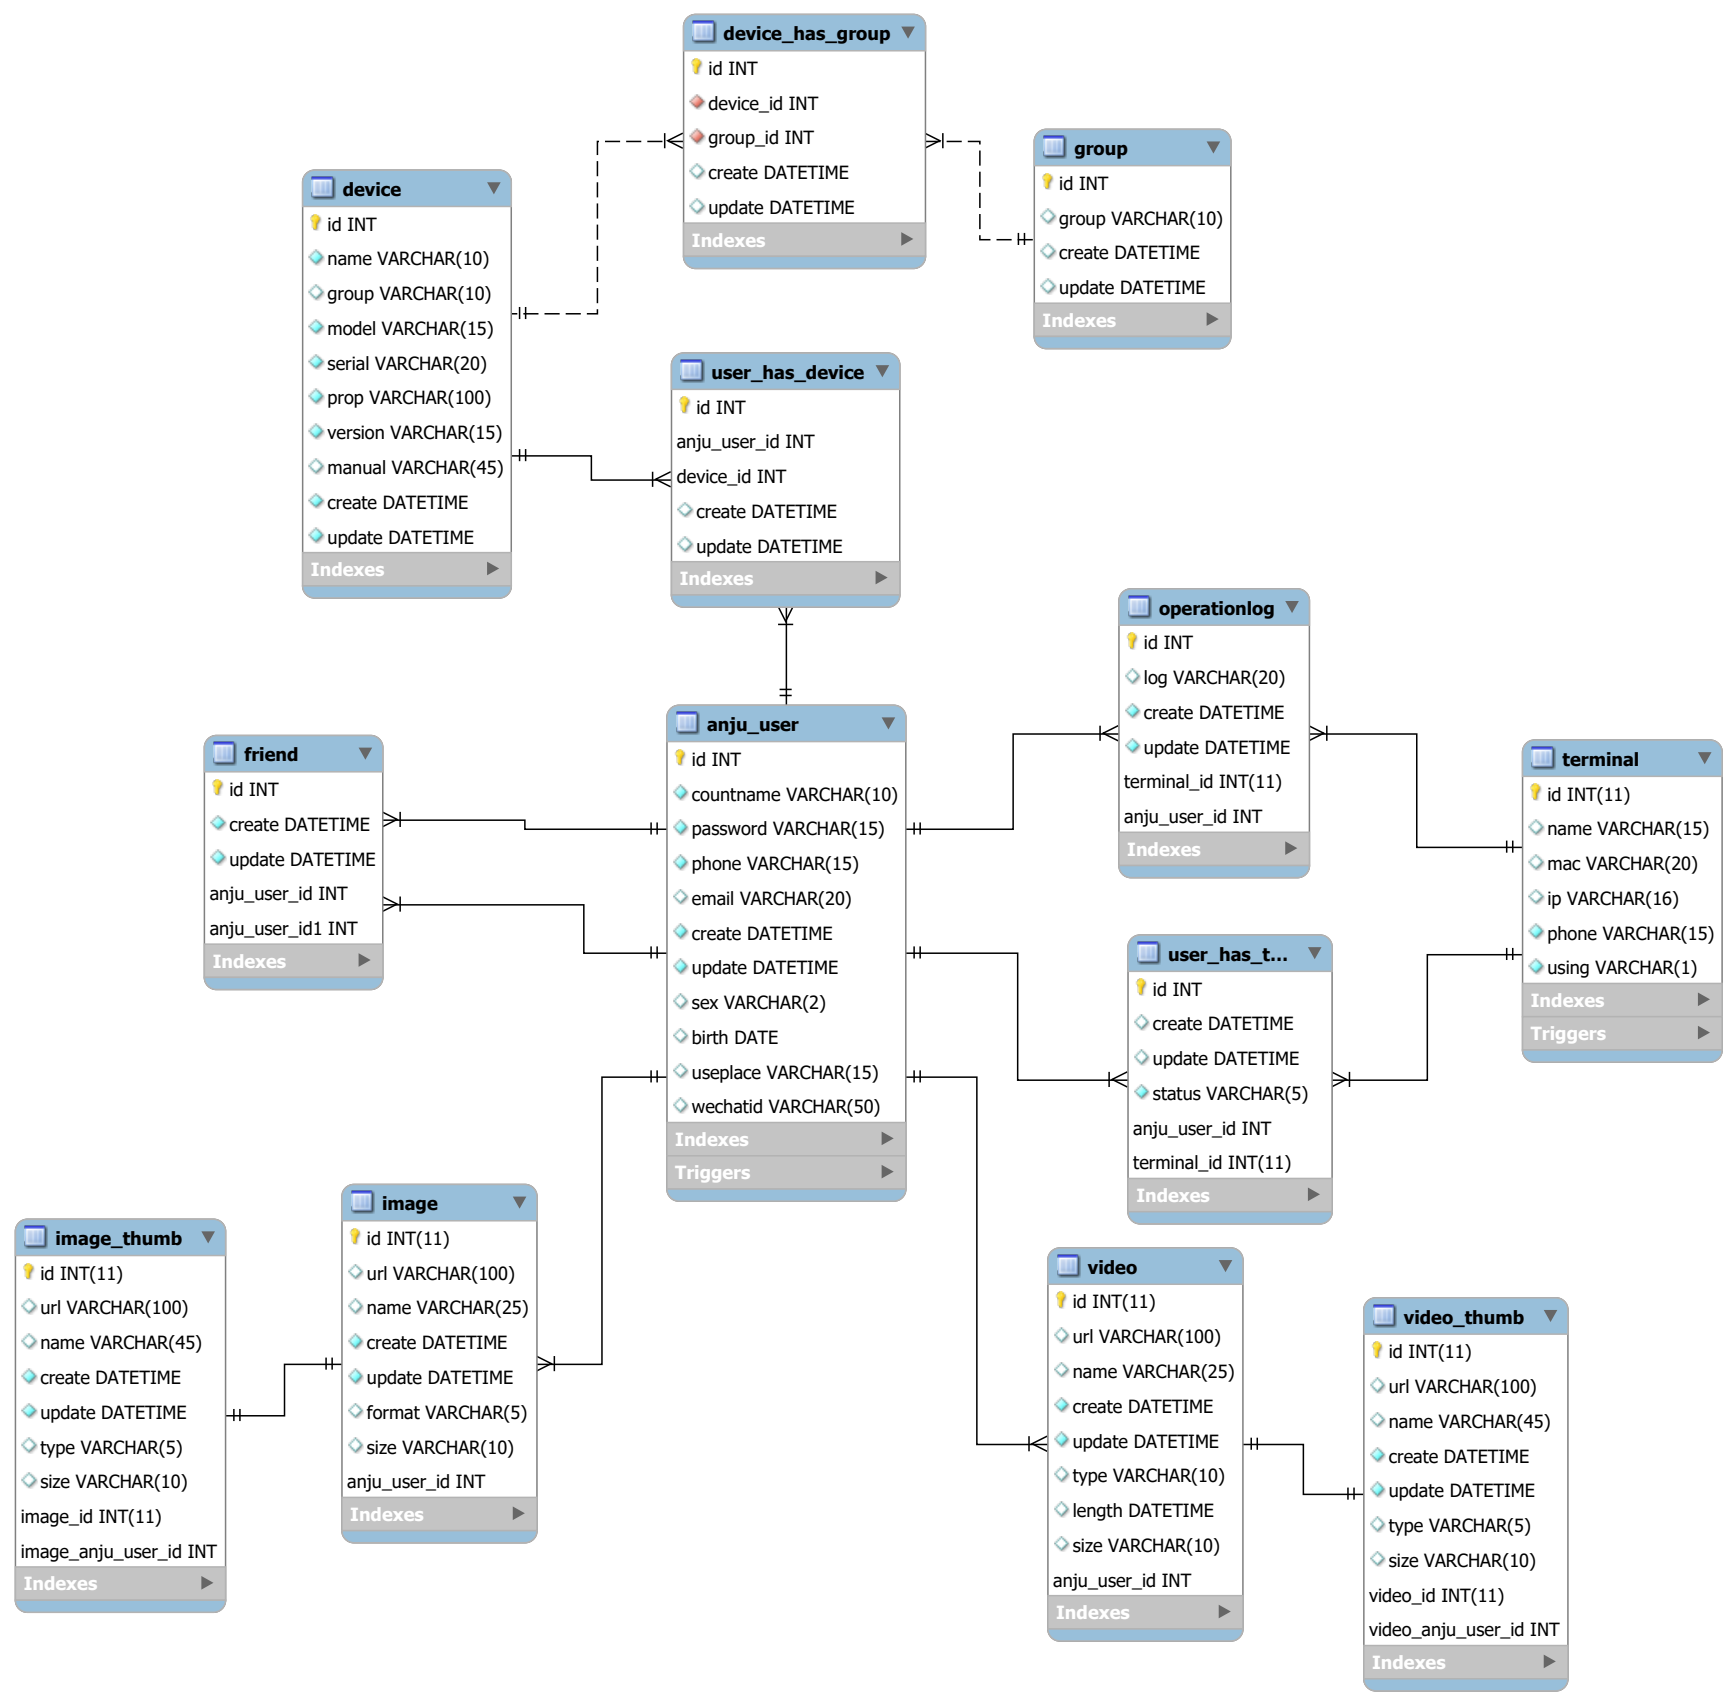 device_has_group
id INT
device_id INT
group_id INT
create DATETIME
update DATETIME
Indexes
group
id INT
group VARCHAR(10)
create DATETIME
update DATETIME
Indexes
device
id INT
name VARCHAR(10)
group VARCHAR(10)
model VARCHAR(15)
serial VARCHAR(20)
prop VARCHAR(100)
version VARCHAR(15)
manual VARCHAR(45)
create DATETIME
update DATETIME
Indexes
user_has_device
id INT
anju_user_id INT
device_id INT
create DATETIME
update DATETIME
Indexes
operationlog
id INT
log VARCHAR(20)
create DATETIME
update DATETIME
terminal_id INT(11)
anju_user_id INT
Indexes
anju_user
id INT
countname VARCHAR(10)
password VARCHAR(15)
phone VARCHAR(15)
email VARCHAR(20)
create DATETIME
update DATETIME
sex VARCHAR(2)
birth DATE
useplace VARCHAR(15)
wechatid VARCHAR(50)
Indexes
Triggers
friend
id INT
create DATETIME
update DATETIME
anju_user_id INT
anju_user_id1 INT
Indexes
terminal
id INT(11)
name VARCHAR(15)
mac VARCHAR(20)
ip VARCHAR(16)
phone VARCHAR(15)
using VARCHAR(1)
Indexes
Triggers
user_has_t...
id INT
create DATETIME
update DATETIME
status VARCHAR(5)
anju_user_id INT
terminal_id INT(11)
Indexes
image
id INT(11)
url VARCHAR(100)
name VARCHAR(25)
create DATETIME
update DATETIME
format VARCHAR(5)
size VARCHAR(10)
anju_user_id INT
Indexes
image_thumb
id INT(11)
url VARCHAR(100)
name VARCHAR(45)
create DATETIME
update DATETIME
type VARCHAR(5)
size VARCHAR(10)
image_id INT(11)
image_anju_user_id INT
Indexes
video
id INT(11)
url VARCHAR(100)
name VARCHAR(25)
create DATETIME
update DATETIME
type VARCHAR(10)
length DATETIME
size VARCHAR(10)
anju_user_id INT
Indexes
video_thumb
id INT(11)
url VARCHAR(100)
name VARCHAR(45)
create DATETIME
update DATETIME
type VARCHAR(5)
size VARCHAR(10)
video_id INT(11)
video_anju_user_id INT
Indexes